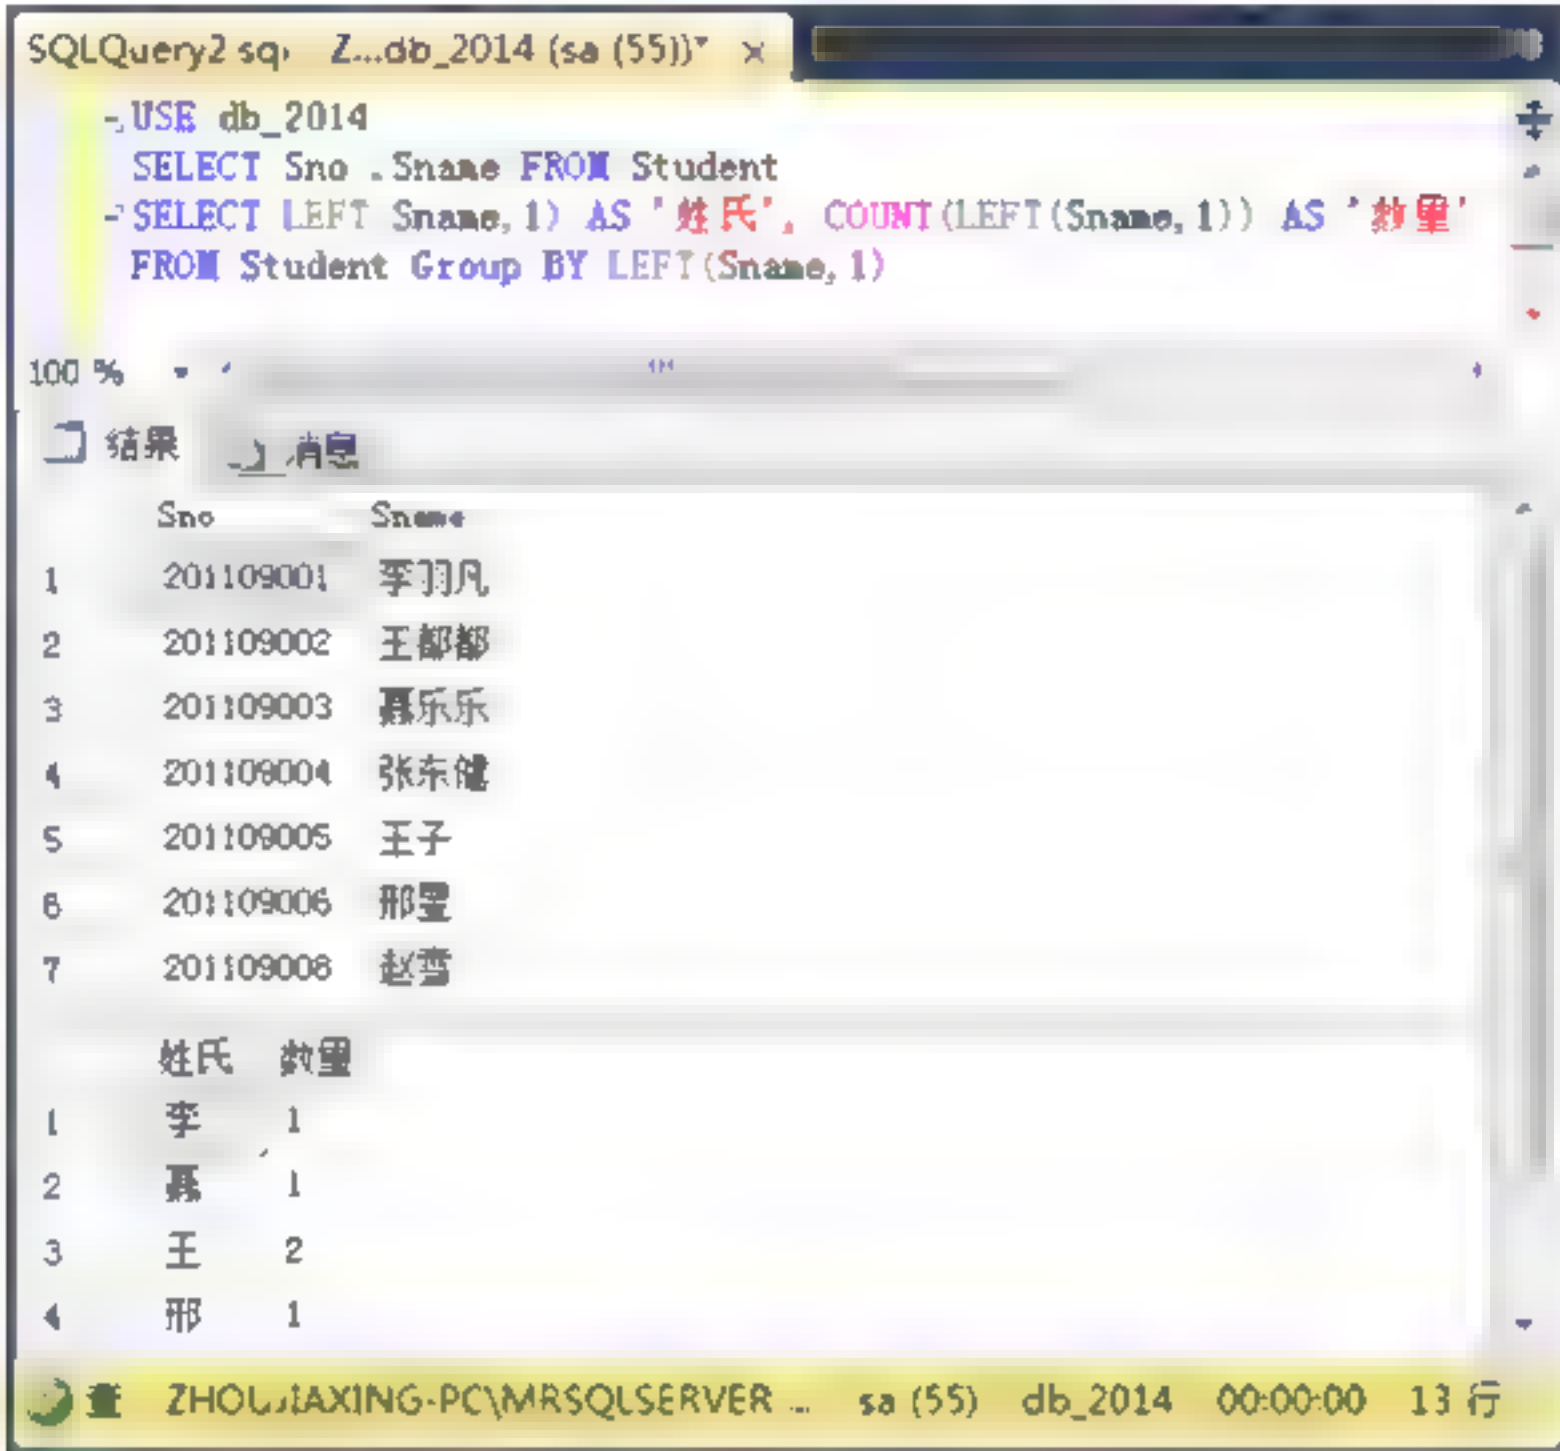 SQLQuery2 sq Z...db_2014 (sa (55))* ×
USE db_2014
SELECT Sno ,Sname FROM Student
SELECT LEFT Sname,1) AS '姓氏', COUNT(LEFT(Sname,1)) AS '数量'
FROM Student Group BY LEFT(Sname,1)
100 %
结果 消息
Sno Sname
1 201109001 李羽凡
2 201109002 王都都
3 201109003 聂乐乐
4 201109004 张东健
5 201109005 王子
6 201109006 邢星
7 201109008 赵雪
姓氏 数量
1 李 1
2 聂 1
3 王 2
4 邢 1
ZHOUJIAXING-PC\MRSQLSERVER ... sa (55) db_2014 00:00:00 13 行